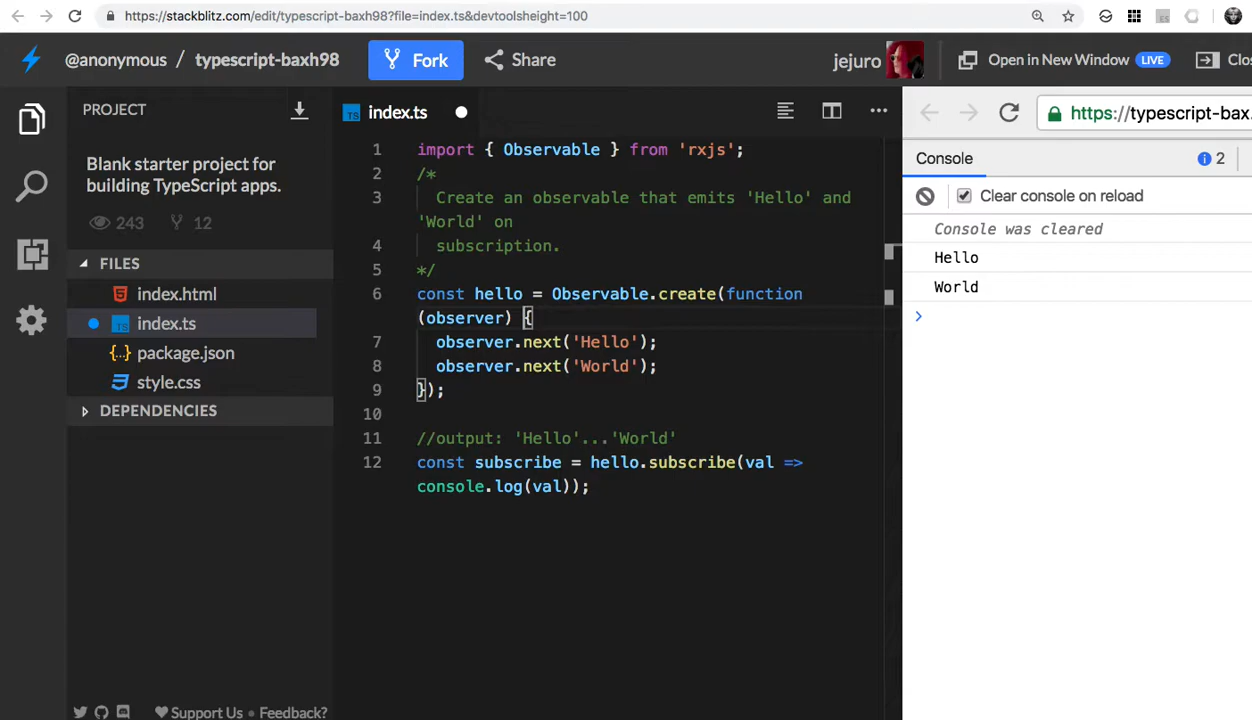 https://stackblitz.com/edit/typescript-baxh98?file=index.ts&devtoolsheight=100
@anonymous / typescript-baxh98 Fork Share jejuro Open in New Window LIVE Clo
PROJECT
Blank starter project for
building TypeScript apps.
243 12
FILES
index.html
index.ts
package.json
style.css
DEPENDENCIES
Support Us • Feedback?
TS index.ts
1 import { Observable } from 'rxjs';
2 /*
3 Create an observable that emits 'Hello' and
'World' on
4 subscription.
5 */
6 const hello = Observable.create(function
(observer) {
7 observer.next('Hello');
8 observer.next('World');
9 });
10
11 //output: 'Hello'...'World'
12 const subscribe = hello.subscribe(val =>
console.log(val));
https://typescript-bax
Console 2
Clear console on reload
Console was cleared
Hello
World